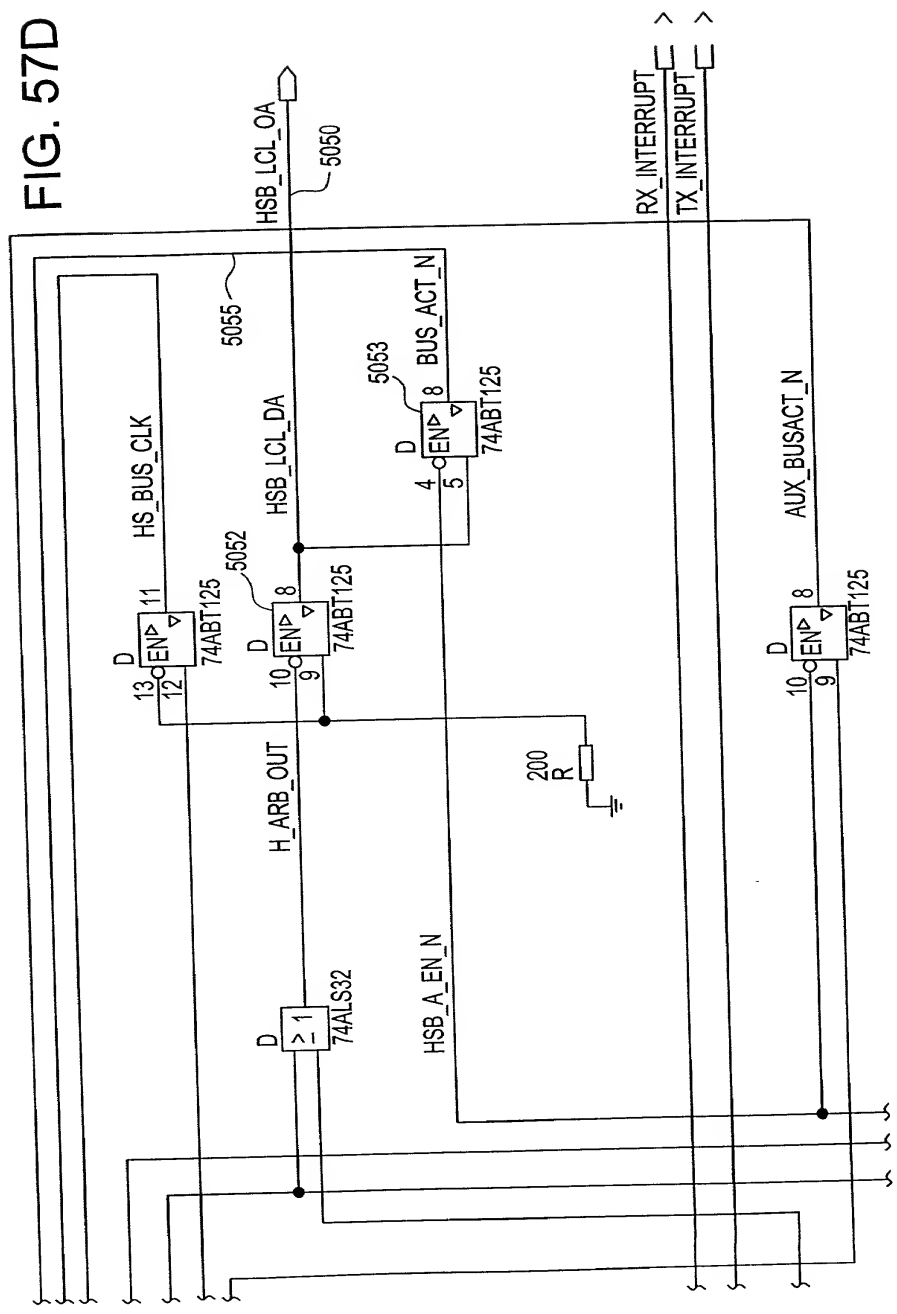 FIG. 57D
HSB_LCL_OA
5050
RX_INTERRUPT
TX_INTERRUPT
5055
HS_BUS_CLK
HSB_LCL_DA
BUS_ACT_N
AUX_BUSACT_N
D
13
12
EN
11
74ABT125
5052
D
10
9
EN
8
74ABT125
5053
D
4
5
EN
8
74ABT125
D
10
9
EN
8
74ABT125
H_ARB_OUT
200
R
D
≥1
74ALS32
HSB_A_EN_N